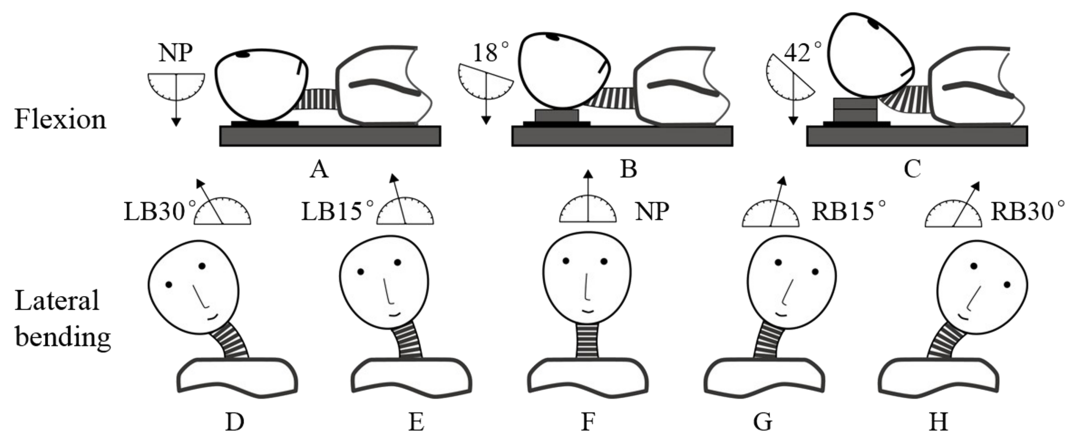 NP
18°
42°
Flexion
A
B
C
LB30°
LB15°
NP
RB15°
RB30°
Lateral
bending
D
E
F
G
H